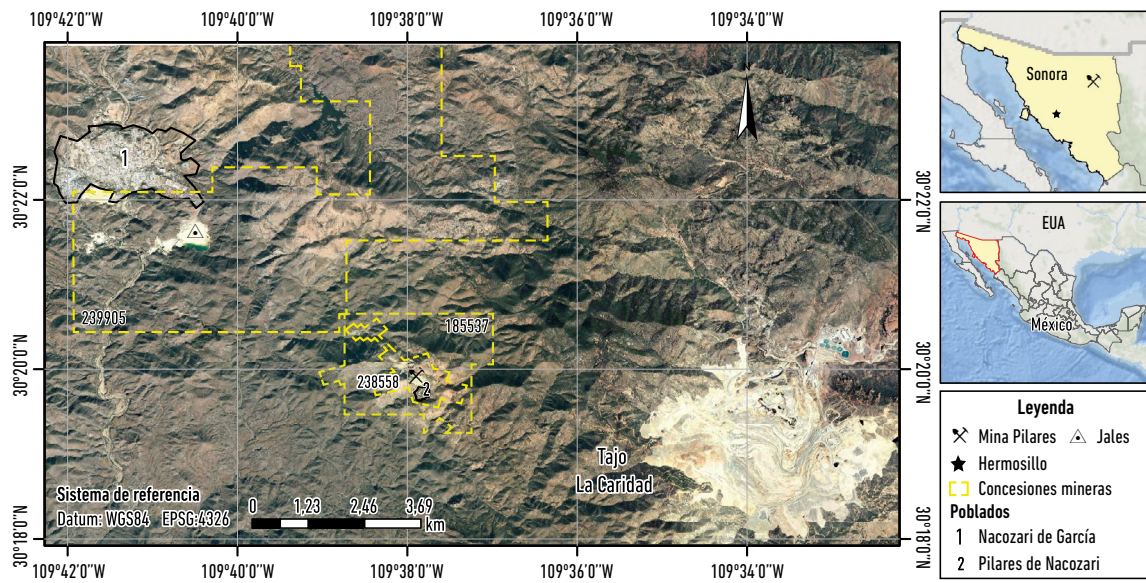 109°42'0"W 109°40'0"W 109°38'0"W 109°36'0"W 109°34'0"W
30°22'0"N
30°20'0"N
30°18'0"N
1
239905
185537
238558
2
Tajo
La Caridad
Sistema de referencia
Datum: WGS84 EPSG:4326
0 1,23 2,46 3,69
km
30°22'0"N
30°20'0"N
30°18'0"N
109°42'0"W 109°40'0"W 109°38'0"W 109°36'0"W 109°34'0"W
Sonora
EUA
México
Leyenda
Mina Pilares Jales
Hermosillo
Concesiones mineras
Poblados
1 Nacozari de García
2 Pilares de Nacozari